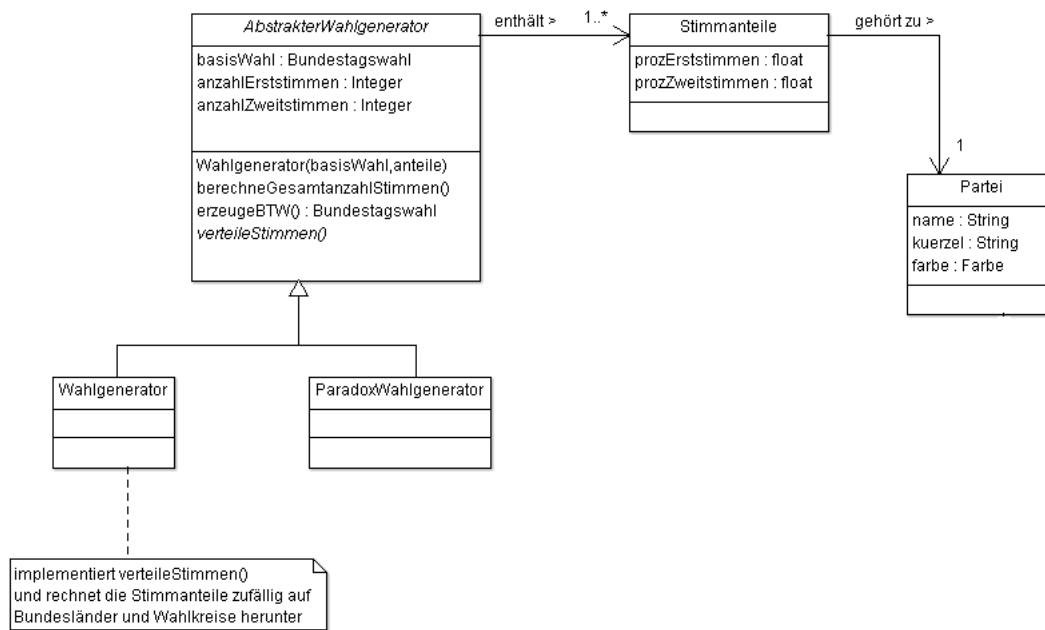 AbstrakterWahlgenerator
basisWahl : Bundestagswahl
anzahlErststimmen : Integer
anzahlZweitstimmen : Integer
Wahlgenerator(basisWahl,anteile)
berechneGesamtanzahlStimmen()
erzeugeBTW() : Bundestagswahl
verteileStimmen()
enthält >
1..*
Stimmanteile
prozErststimmen : float
prozZweitstimmen : float
gehört zu >
1
Partei
name : String
kuerzel : String
farbe : Farbe
Wahlgenerator
ParadoxWahlgenerator
implementiert verteileStimmen()
und rechnet die Stimmanteile zufällig auf
Bundesländer und Wahlkreise herunter